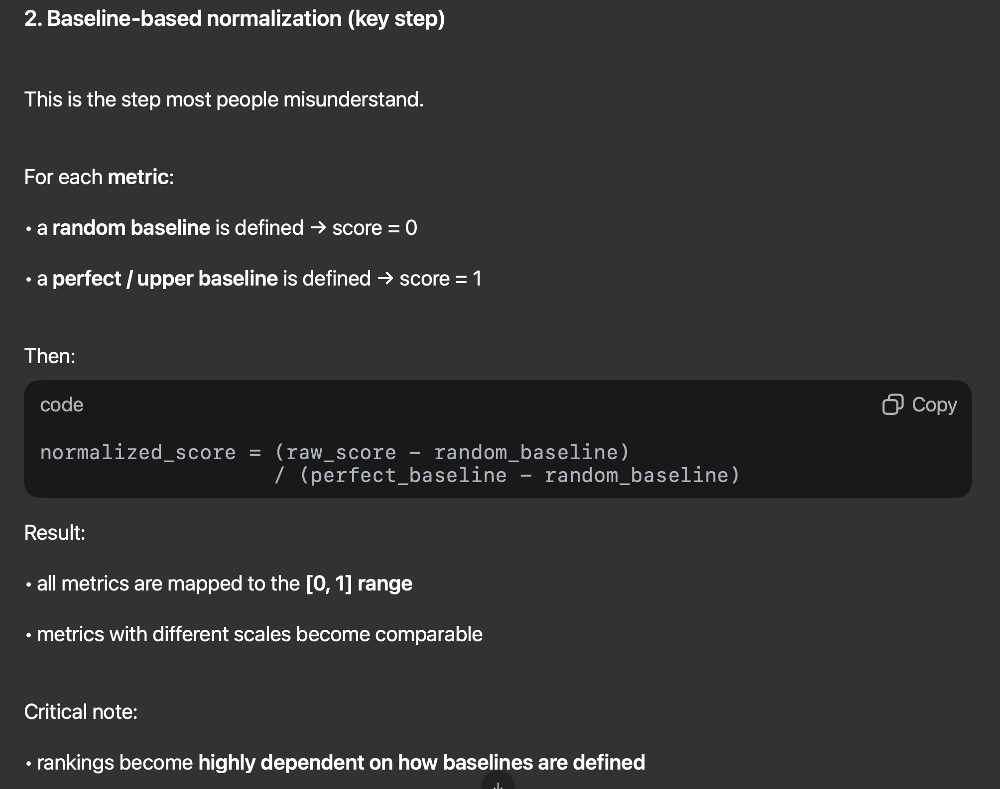 2. Baseline-based normalization (key step)
This is the step most people misunderstand.
For each metric:
• a random baseline is defined → score = 0
• a perfect / upper baseline is defined → score = 1
Then:
code
Copy
normalized_score = (raw_score − random_baseline)
/ (perfect_baseline − random_baseline)
Result:
• all metrics are mapped to the [0, 1] range
• metrics with different scales become comparable
Critical note:
• rankings become highly dependent on how baselines are defined